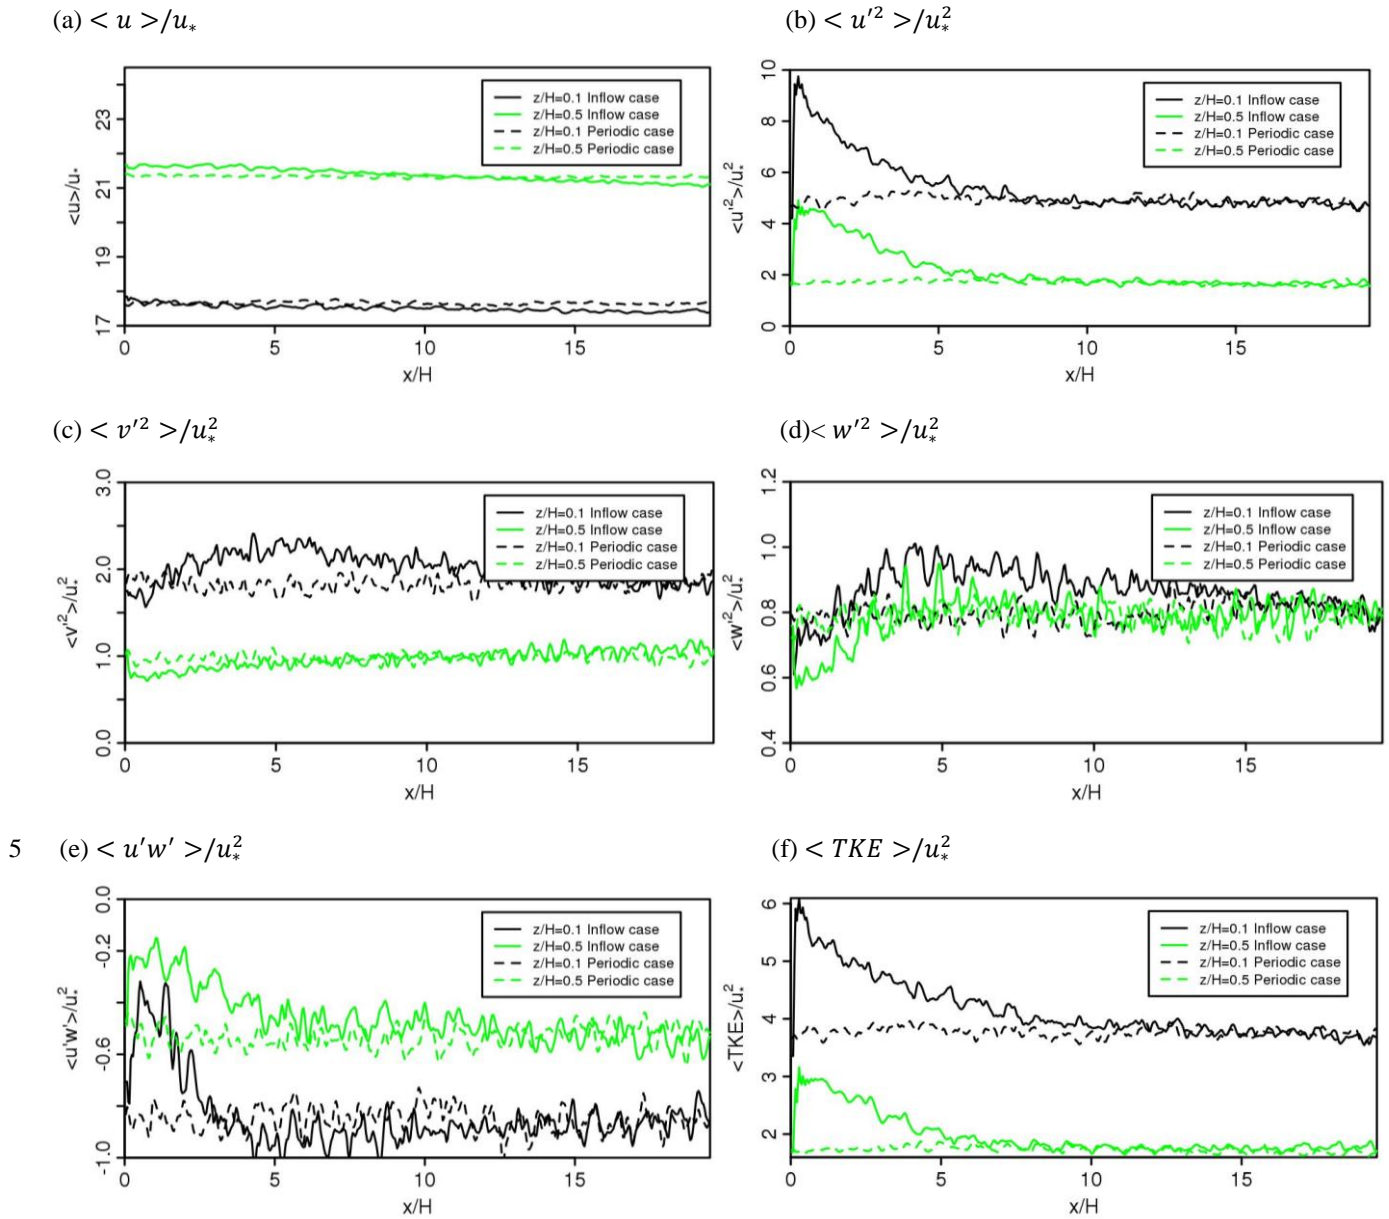 (a) < u >/u* (b) < u′² >/u*²
z/H=0.1 Inflow case
z/H=0.5 Inflow case
z/H=0.1 Periodic case
z/H=0.5 Periodic case
<u>/u*
17 19 21 23
0 5 10 15
x/H
z/H=0.1 Inflow case
z/H=0.5 Inflow case
z/H=0.1 Periodic case
z/H=0.5 Periodic case
<u'²>/u*²
0 2 4 6 8 10
0 5 10 15
x/H
(c) < v′² >/u*² (d)< w′² >/u*²
z/H=0.1 Inflow case
z/H=0.5 Inflow case
z/H=0.1 Periodic case
z/H=0.5 Periodic case
<v'²>/u*²
0.0 1.0 2.0 3.0
0 5 10 15
x/H
z/H=0.1 Inflow case
z/H=0.5 Inflow case
z/H=0.1 Periodic case
z/H=0.5 Periodic case
<w'²>/u*²
0.4 0.6 0.8 1.0 1.2
0 5 10 15
x/H
5 (e) < u′w′ >/u*² (f) < TKE >/u*²
z/H=0.1 Inflow case
z/H=0.5 Inflow case
z/H=0.1 Periodic case
z/H=0.5 Periodic case
<u'w'>/u*²
-1.0 -0.6 -0.2 0.0
0 5 10 15
x/H
z/H=0.1 Inflow case
z/H=0.5 Inflow case
z/H=0.1 Periodic case
z/H=0.5 Periodic case
<TKE>/u*²
2 3 4 5 6
0 5 10 15
x/H